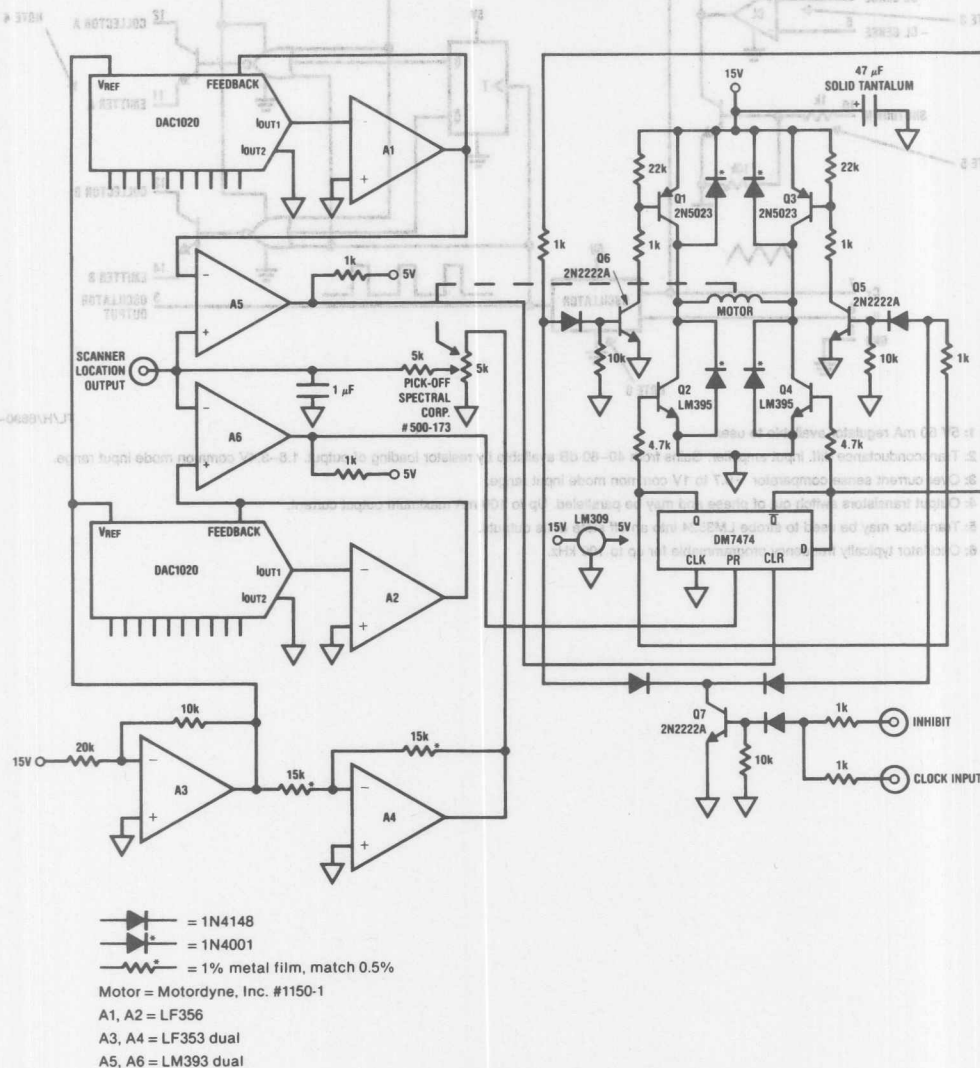 VREF
FEEDBACK
DAC1020
IOUT1
IOUT2
A1
−
+
A5
1k
5V
SCANNER
LOCATION
OUTPUT
5k
5k
PICK-OFF
SPECTRAL
CORP.
#500-173
1 μF
−
+
A6
1k
5V
VREF
DAC1020
IOUT1
IOUT2
A2
−
+
15V
20k
10k
−
+
A3
15k*
15k*
−
+
A4
15V
47 μF
SOLID TANTALUM
+
22k
22k
Q1
2N5023
Q3
2N5023
*
*
1k
1k
1k
Q6
2N2222A
MOTOR
Q5
2N2222A
10k
10k
1k
Q2
LM395
Q4
LM395
*
*
4.7k
4.7k
LM309
15V
5V
Q
Q̅
DM7474
D
CLK
PR
CLR
Q7
2N2222A
10k
1k
INHIBIT
1k
CLOCK INPUT
= 1N4148
* = 1N4001
* = 1% metal film, match 0.5%
Motor = Motordyne, Inc. #1150-1
A1, A2 = LF356
A3, A4 = LF353 dual
A5, A6 = LM393 dual